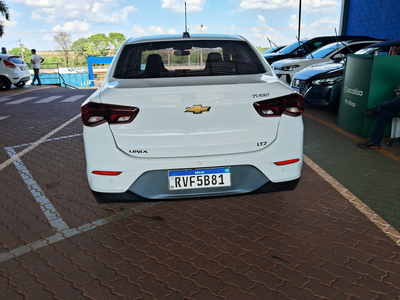 TURBO
ONIX
LTZ
BRASIL
RVF5B81